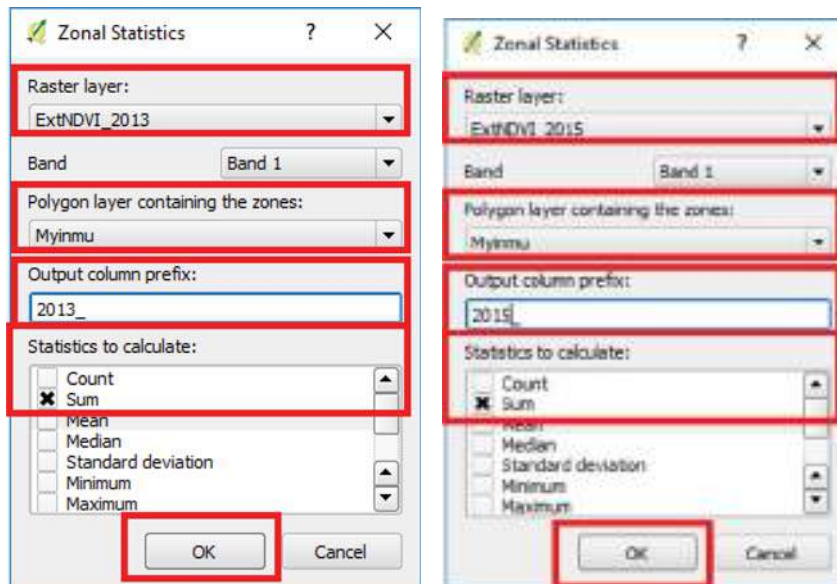 Zonal Statistics ? ×
Raster layer:
ExtNDVI_2013
Band Band 1
Polygon layer containing the zones:
Myinmu
Output column prefix:
2013_
Statistics to calculate:
Count
Sum
Mean
Median
Standard deviation
Minimum
Maximum
OK Cancel
Zonal Statistics ? ×
Raster layer:
ExtNDVI_2015
Band Band 1
Polygon layer containing the zones:
Myinmu
Output column prefix:
2015_
Statistics to calculate:
Count
Sum
Mean
Median
Standard deviation
Minimum
Maximum
OK Cancel